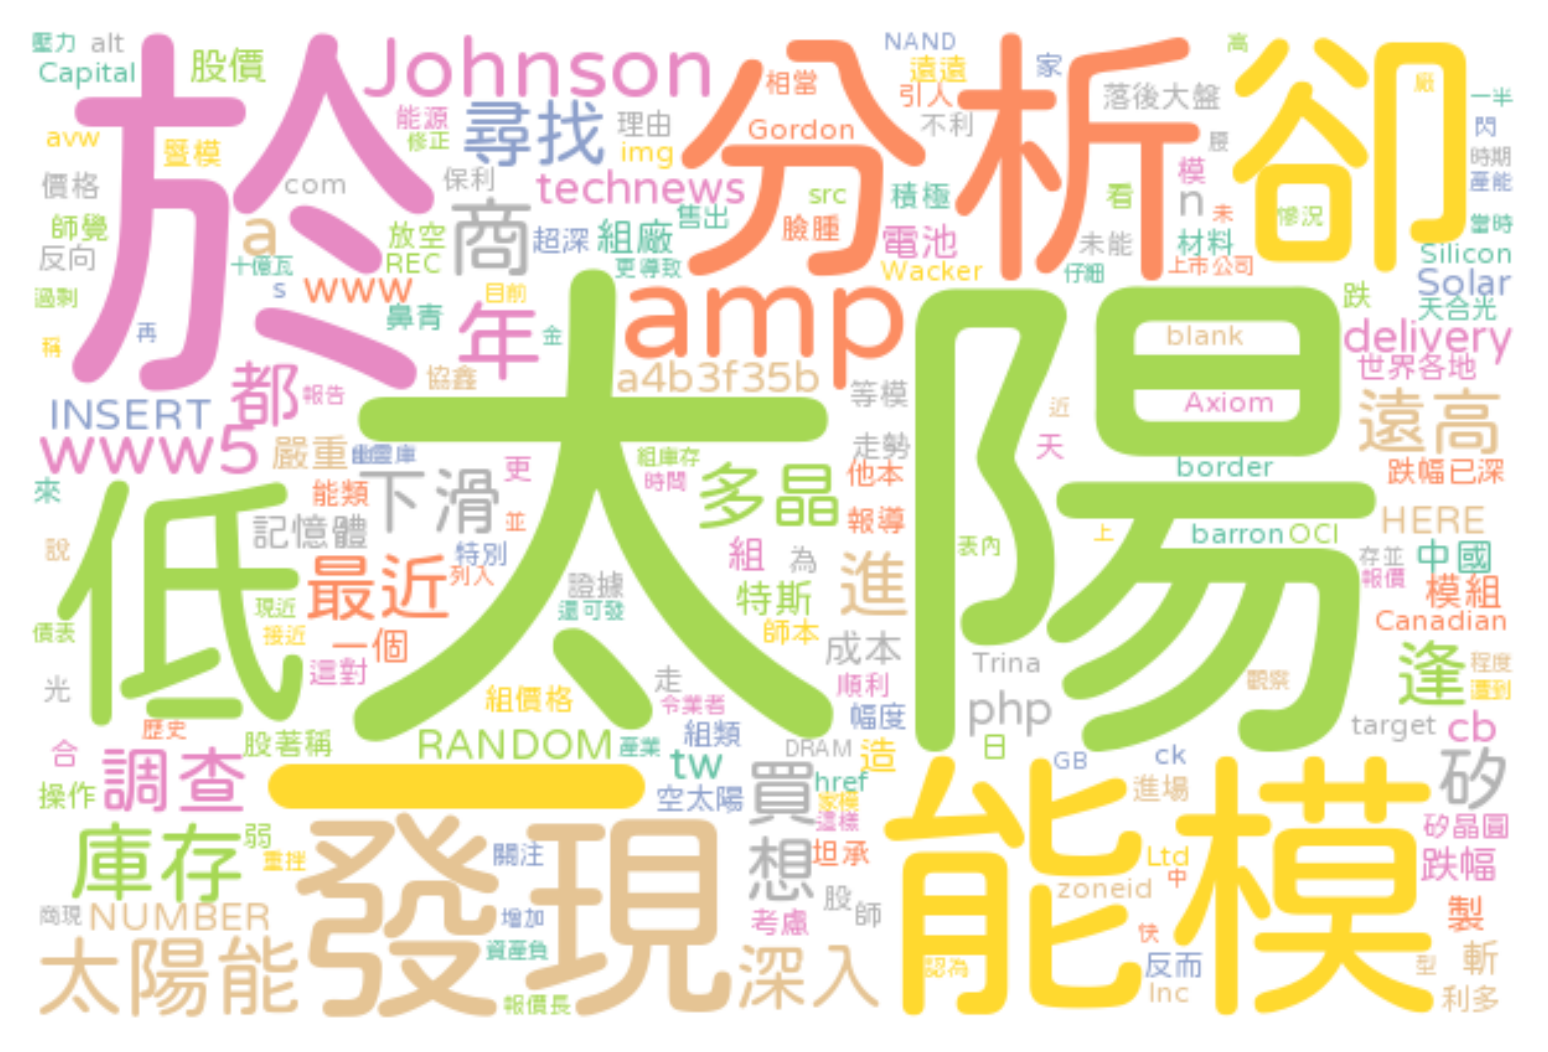 壓力 alt
Capital
股價
於
Johnson
分析
卻
NAND
遠遠
家
高
廠
一半
閃
時期
產能
當時
相當
引人
落後大盤
能源
修正
尋找
理由
img
Gordon
不利
腰
avw
暨模
價格
com
保利
technews
src
積極
看
模
n
未
慘況
師覺
反向
a
放空
REC
商
超深
組廠
售出
更導致
臉腫
電池
Wacker
未能
仔細
材料
上市公司
Silicon
Solar
天合光
十億瓦
s
www
目前
過剩
再
稱
鼻青
年
金
amp
跌
delivery
世界各地
blank
都
報告
協鑫
a4b3f35b
等模
近
Axiom
遠高
INSERT
www5
嚴重
幽靈庫
太陽
走勢
天
border
跌幅已深
來
能類
下滑
更
並
組庫存
時間
多晶
他本
報導
HERE
低
記憶體
特別
列入
表內
上
barron
OCI
存並
報價
中國
說
最近
證據
還可發
組
為
特斯
進
模組
Canadian
現近
接近
價表
一個
這對
師本
成本
Trina
逢
程度
遭到
光
組價格
走
令業者
順利
幅度
php
觀察
歷史
股著稱
RANDOM
產業
組類
DRAM
造
日
target
cb
合
調查
操作
一
tw
空太陽
買
href
家模
這樣
能模
GB
ck
進場
矽
矽晶圓
庫存
弱
重挫
發現
關注
想
坦承
Ltd
中
跌幅
商現
NUMBER
增加
考慮
股
師
zoneid
製
太陽能
資產負
報價長
深入
認為
快
反而
Inc
型
斬
利多